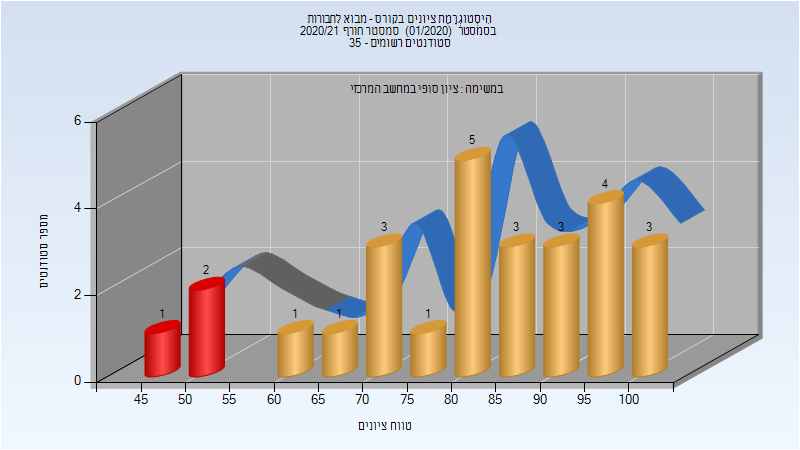 היסטוגרמת ציונים בקורס - מבוא לחבורות
בסמסטר (01/2020) סמסטר חורף 2020/21
סטודנטים רשומים - 35
במשימה : ציון סופי במחשב המרכזי
מספר סטודנטים
6
4
2
0
1
2
1
1
3
1
5
3
3
4
3
45 50 55 60 65 70 75 80 85 90 95 100
טווח ציונים